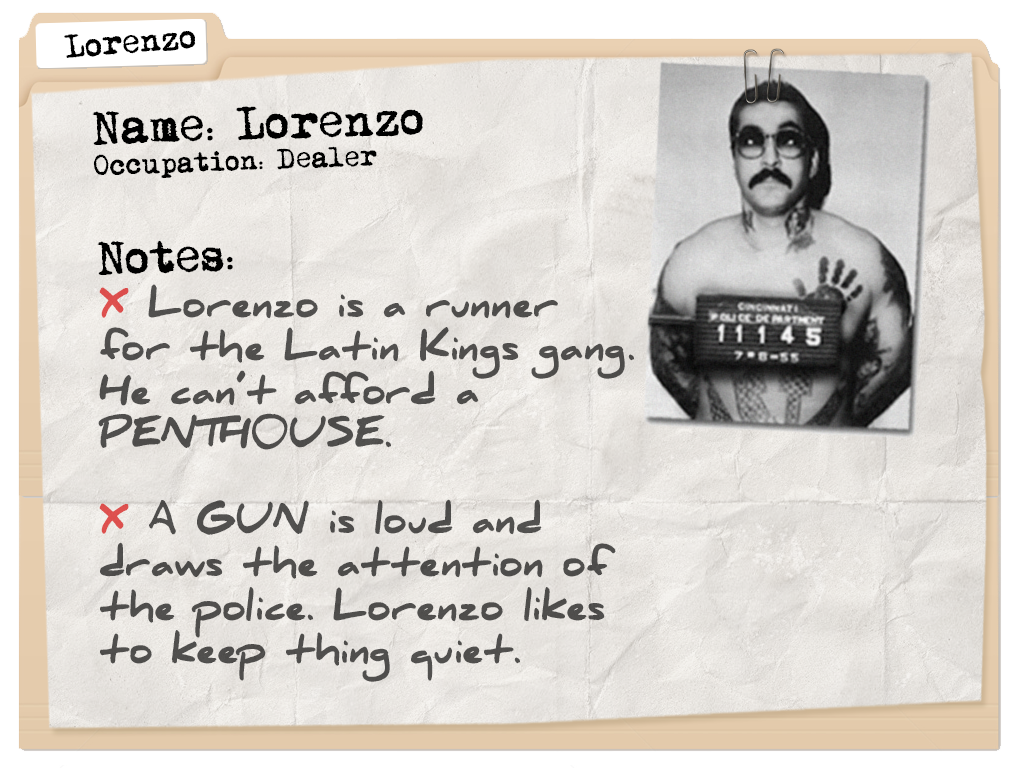 Lorenzo
Name: Lorenzo
Occupation: Dealer
Notes:
✗ Lorenzo is a runner
for the Latin Kings gang.
He can't afford a
PENTHOUSE.
✗ A GUN is loud and
draws the attention of
the police. Lorenzo likes
to keep thing quiet.
CINCINNATI
POLICE DEPARTMENT
11145
7-8-55